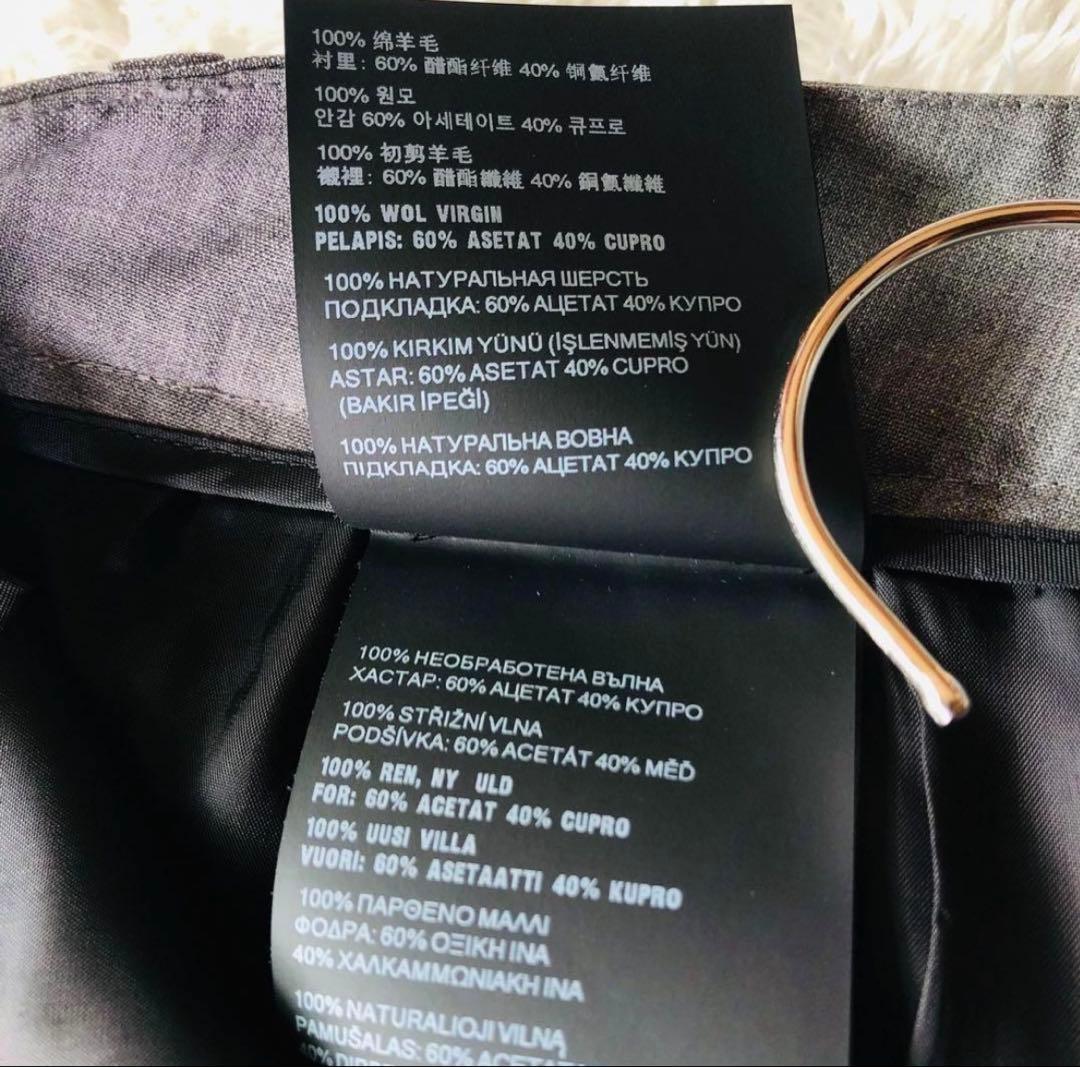 100% 绵羊毛
衬里: 60% 醋酯纤维 40% 铜氨纤维
100% 원모
안감 60% 아세테이트 40% 큐프로
100% 初剪羊毛
襯裡: 60% 醋酯纖維 40% 銅氨纖維
100% WOL VIRGIN
PELAPIS: 60% ASETAT 40% CUPRO
100% НАТУРАЛЬНАЯ ШЕРСТЬ
ПОДКЛАДКА: 60% АЦЕТАТ 40% КУПРО
100% KIRKIM YÜNÜ (İŞLENMEMİŞ YÜN)
ASTAR: 60% ASETAT 40% CUPRO
(BAKIR İPEĞİ)
100% НАТУРАЛЬНА ВОВНА
ПІДКЛАДКА: 60% АЦЕТАТ 40% КУПРО
100% НЕОБРАБОТЕНА ВЪЛНА
ХАСТАР: 60% АЦЕТАТ 40% КУПРО
100% STŘIŽNÍ VLNA
PODŠÍVKA: 60% ACETÁT 40% MĚĎ
100% REN, NY ULD
FOR: 60% ACETAT 40% CUPRO
100% UUSI VILLA
VUORI: 60% ASETAATTI 40% KUPRO
100% ΠΑΡΘΕΝΟ ΜΑΛΛΙ
ΦΟΔΡΑ: 60% ΟΞΙΚΗ ΙΝΑ
40% ΧΑΛΚΑΜΜΩΝΙΑΚΗ ΙΝΑ
100% NATURALIOJI VILNĄ
PAMUŠALAS: 60% ACETA
40%